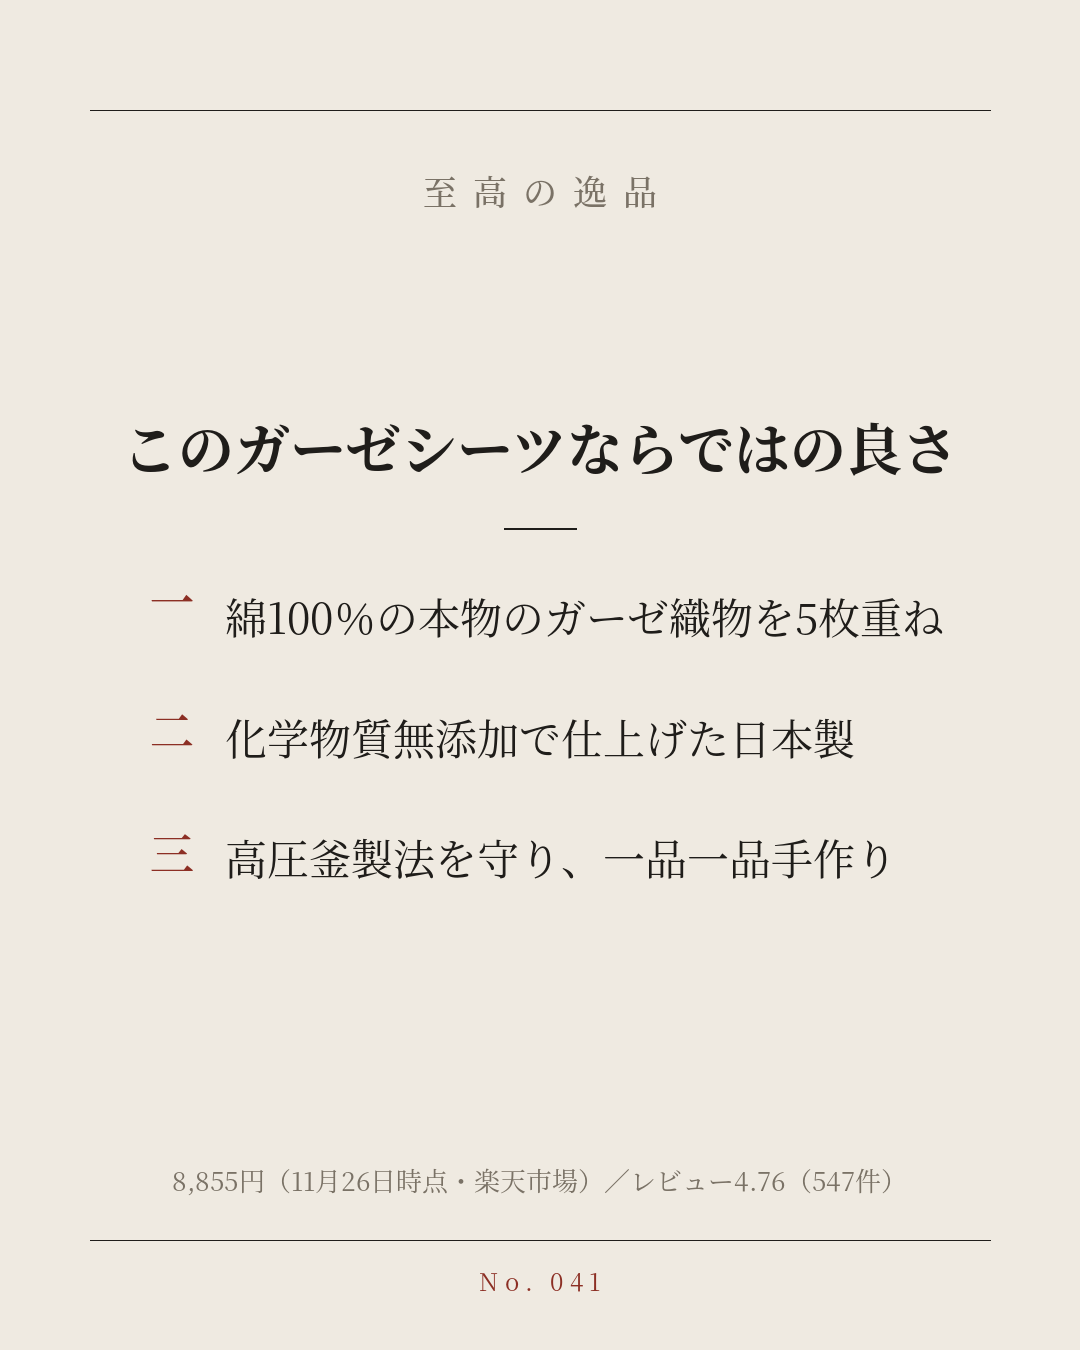 至高の逸品
このガーゼシーツならではの良さ
一 綿100％の本物のガーゼ織物を5枚重ね
二 化学物質無添加で仕上げた日本製
三 高圧釜製法を守り、一品一品手作り
8,855円（11月26日時点・楽天市場）／レビュー4.76（547件）
No. 041